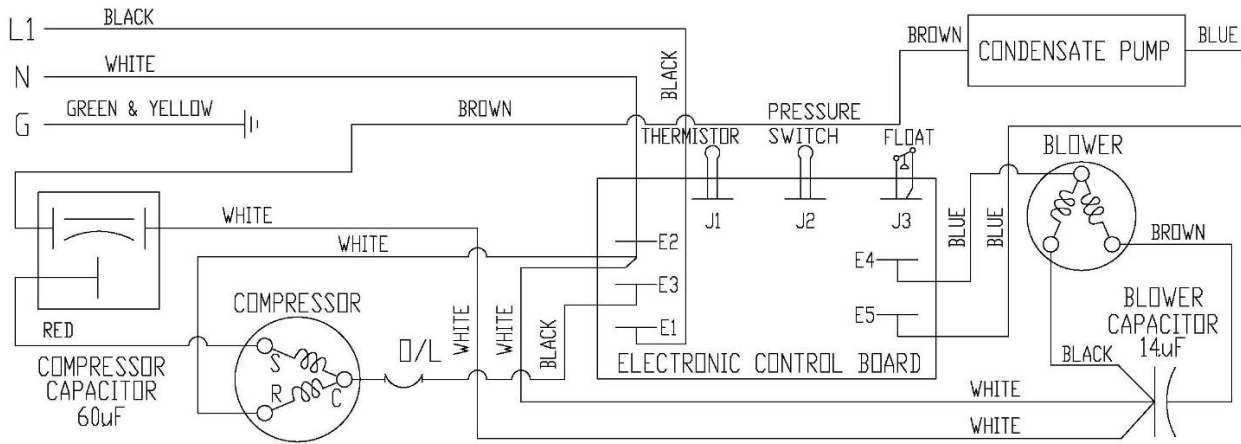 L1
BLACK
N
WHITE
G
GREEN & YELLOW
BROWN
BLACK
BROWN
CONDENSATE PUMP
BLUE
THERMISTOR
PRESSURE
SWITCH
FLOAT
BLOWER
J1
J2
J3
WHITE
WHITE
E2
E3
E1
E4
E5
BLUE
BLUE
BROWN
COMPRESSOR
S
R
C
O/L
WHITE
WHITE
BLACK
RED
COMPRESSOR
CAPACITOR
60uF
ELECTRONIC CONTROL BOARD
BLOWER
CAPACITOR
14uF
BLACK
WHITE
WHITE